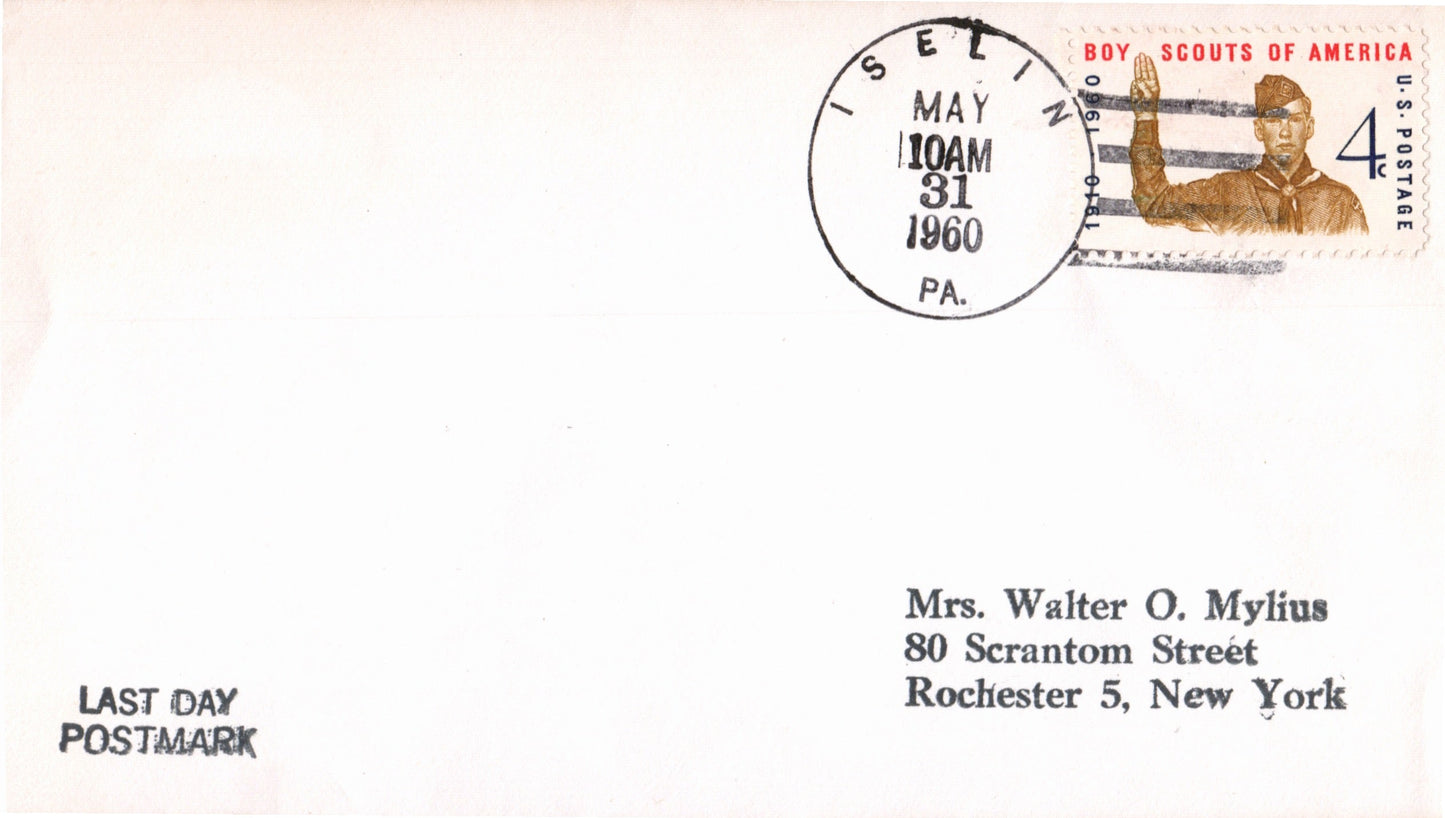 ISELIN
MAY
10AM
31
1960
PA.
BOY SCOUTS OF AMERICA
1910 1960
4c
U.S. POSTAGE
Mrs. Walter O. Mylius
80 Scrantom Street
Rochester 5, New York
LAST DAY
POSTMARK